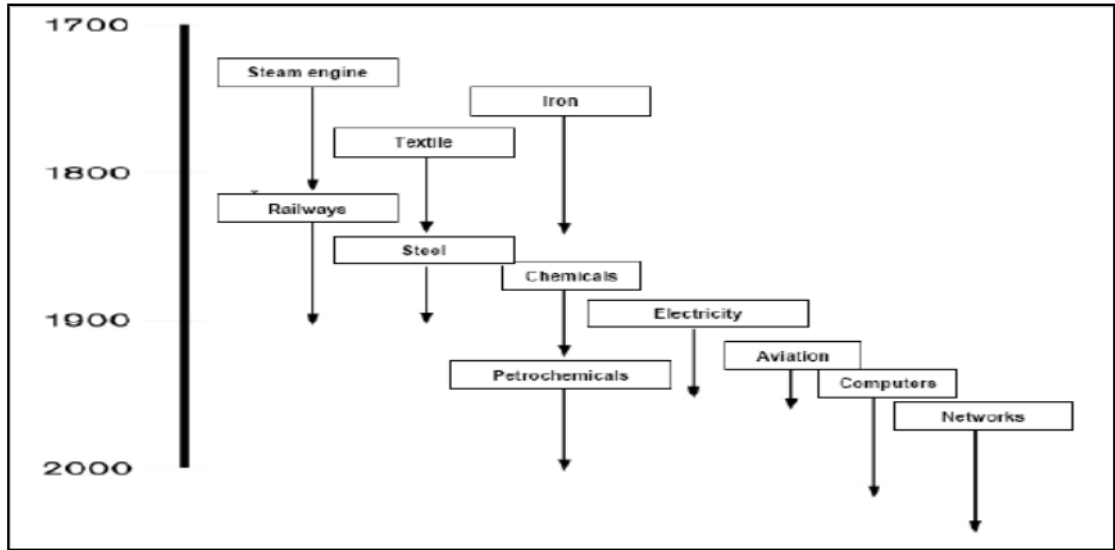 1700
Steam engine
Iron
Textile
1800
Railways
Steel
Chemicals
Electricity
1900
Aviation
Petrochemicals
Computers
Networks
2000